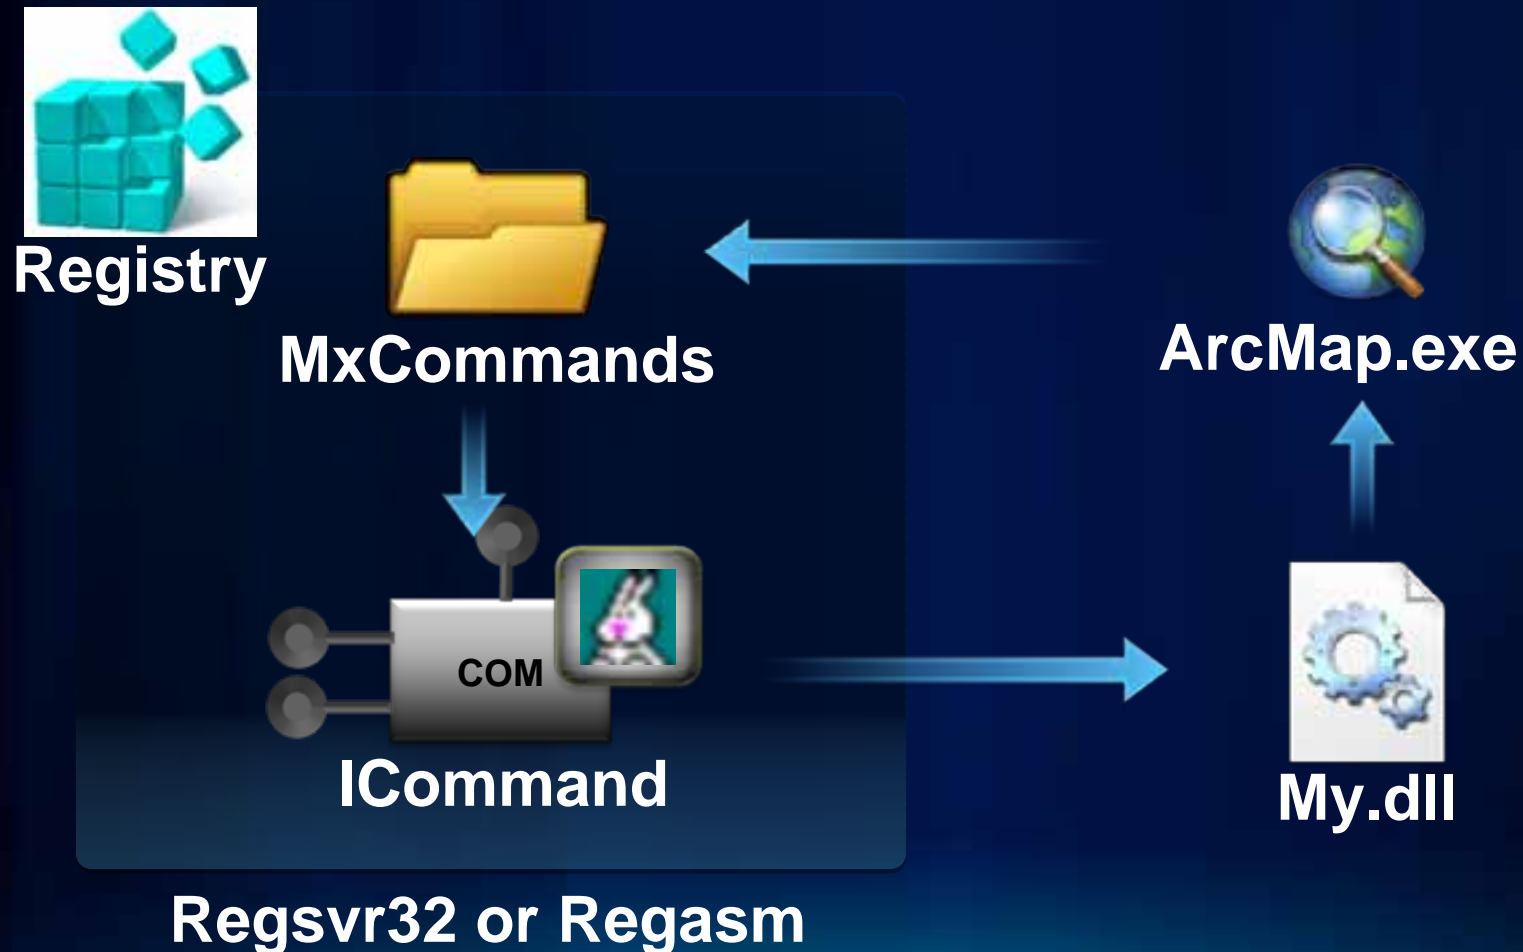 Registry
MxCommands
ArcMap.exe
COM
ICommand
My.dll
Regsvr32 or Regasm